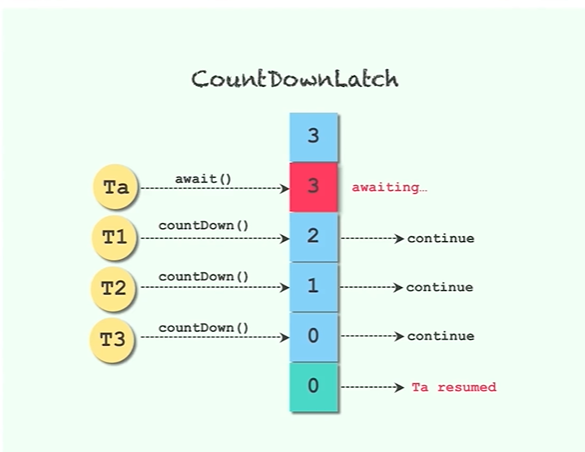 CountDownLatch
3
Ta await() 3 awaiting…
T1 countDown() 2 continue
T2 countDown() 1 continue
T3 countDown() 0 continue
0 Ta resumed